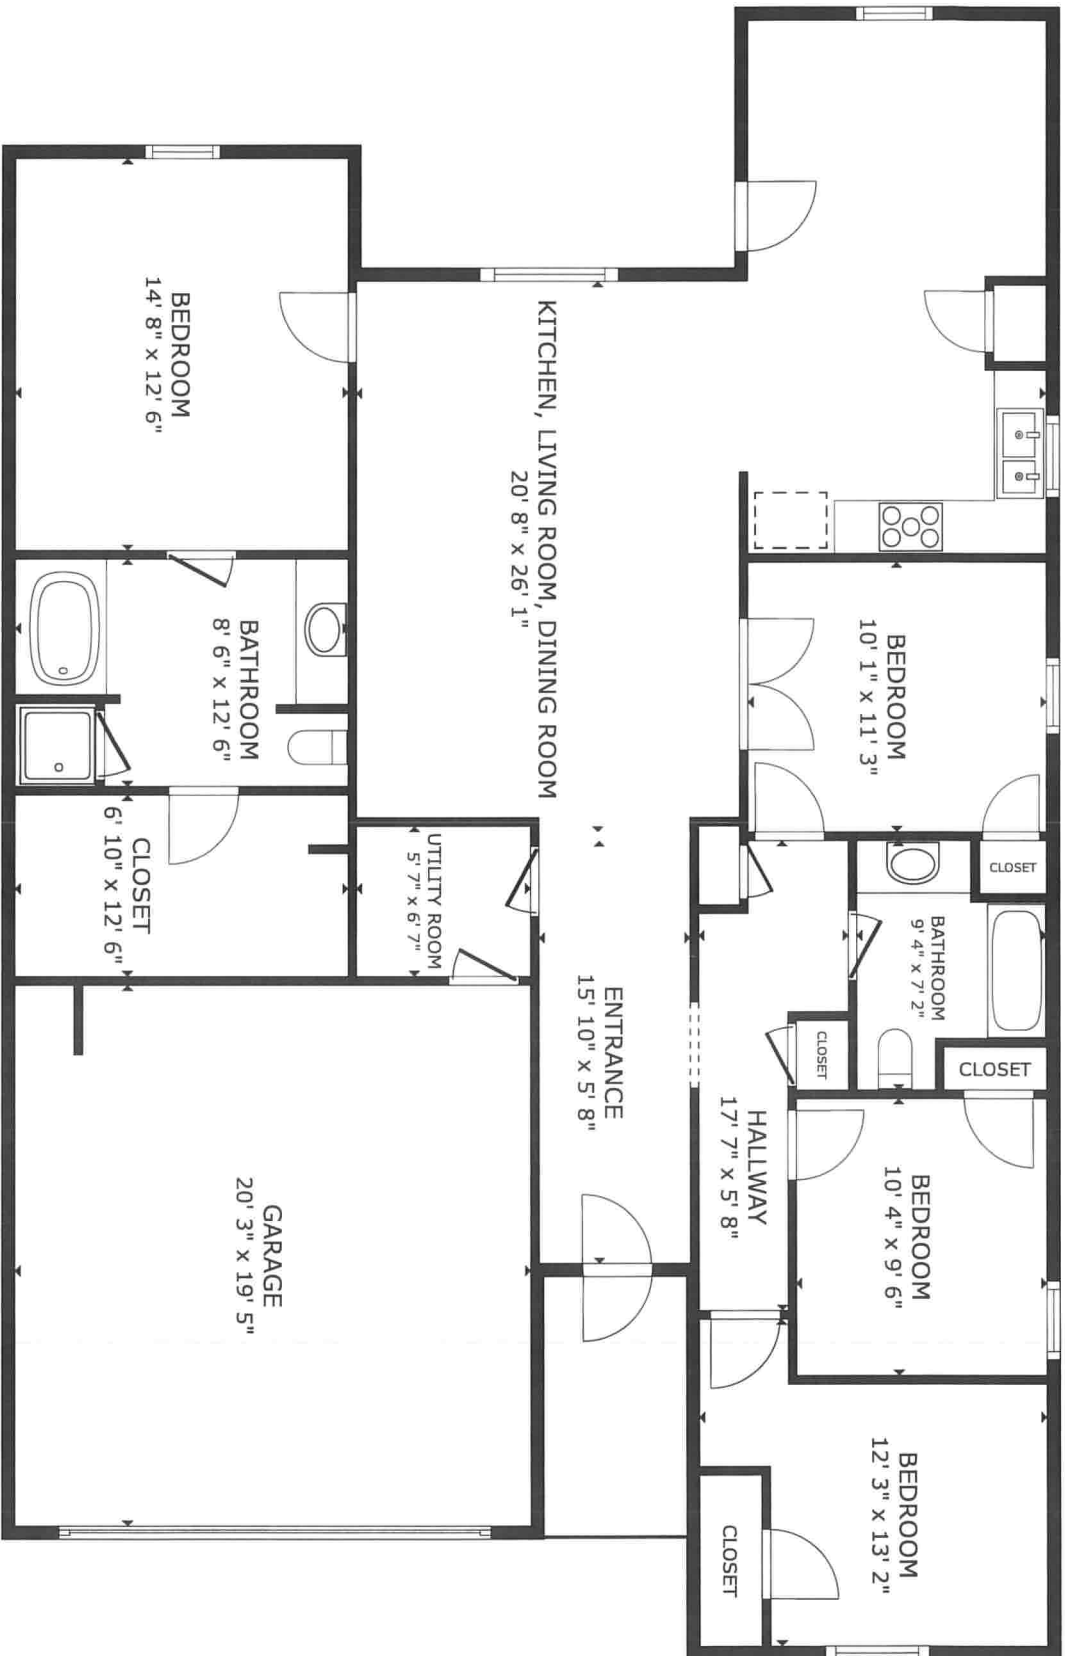 BEDROOM
14' 8" x 12' 6"
KITCHEN, LIVING ROOM, DINING ROOM
20' 8" x 26' 1"
BATHROOM
8' 6" x 12' 6"
BEDROOM
10' 1" x 11' 3"
CLOSET
6' 10" x 12' 6"
UTILITY ROOM
5' 7" x 6' 7"
CLOSET
BATHROOM
9' 4" x 7' 2"
ENTRANCE
15' 10" x 5' 8"
CLOSET
CLOSET
HALLWAY
17' 7" x 5' 8"
BEDROOM
10' 4" x 9' 6"
GARAGE
20' 3" x 19' 5"
BEDROOM
12' 3" x 13' 2"
CLOSET